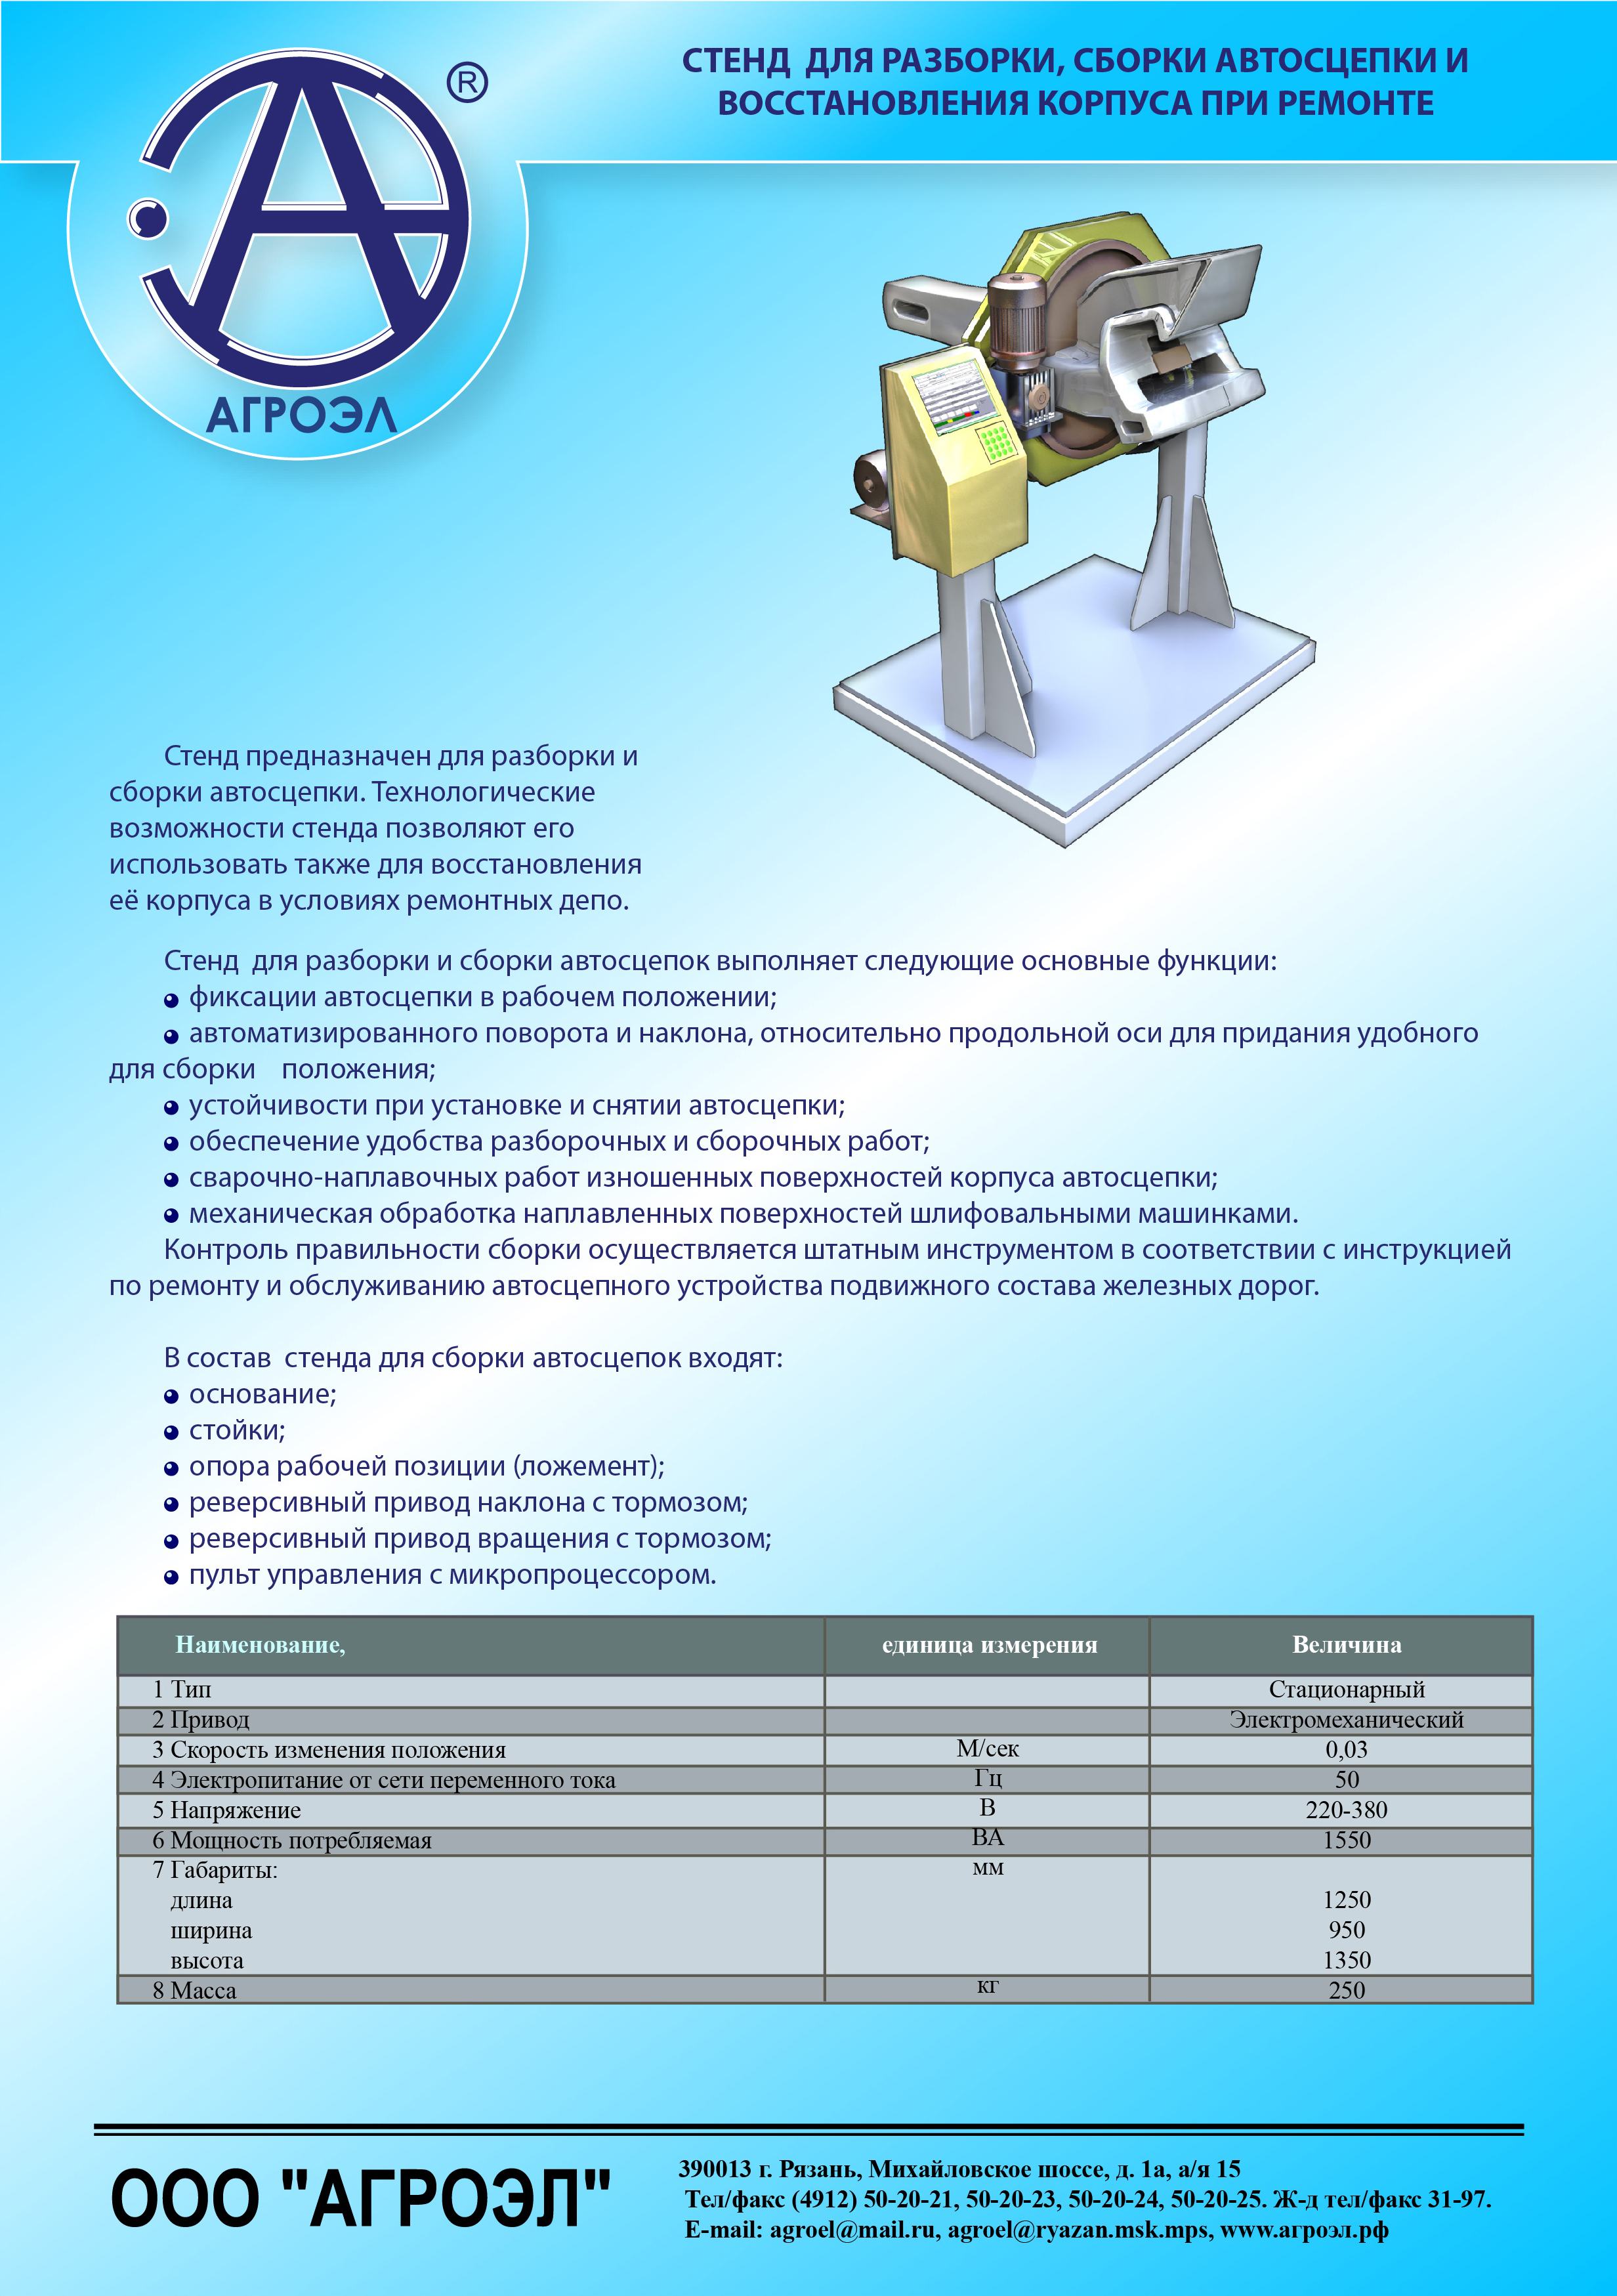 ®
АГРОЭЛ
СТЕНД ДЛЯ РАЗБОРКИ, СБОРКИ АВТОСЦЕПКИ И
ВОССТАНОВЛЕНИЯ КОРПУСА ПРИ РЕМОНТЕ
Стенд предназначен для разборки и
сборки автосцепки. Технологические
возможности стенда позволяют его
использовать также для восстановления
её корпуса в условиях ремонтных депо.
Стенд для разборки и сборки автосцепок выполняет следующие основные функции:
фиксации автосцепки в рабочем положении;
автоматизированного поворота и наклона, относительно продольной оси для придания удобного
для сборки положения;
устойчивости при установке и снятии автосцепки;
обеспечение удобства разборочных и сборочных работ;
сварочно-наплавочных работ изношенных поверхностей корпуса автосцепки;
механическая обработка наплавленных поверхностей шлифовальными машинками.
Контроль правильности сборки осуществляется штатным инструментом в соответствии с инструкцией
по ремонту и обслуживанию автосцепного устройства подвижного состава железных дорог.
В состав стенда для сборки автосцепок входят:
основание;
стойки;
опора рабочей позиции (ложемент);
реверсивный привод наклона с тормозом;
реверсивный привод вращения с тормозом;
пульт управления с микропроцессором.
Наименование, единица измерения Величина
1 Тип Стационарный
2 Привод Электромеханический
3 Скорость изменения положения М/сек 0,03
4 Электропитание от сети переменного тока Гц 50
5 Напряжение В 220-380
6 Мощность потребляемая ВА 1550
7 Габариты: мм
длина 1250
ширина 950
высота 1350
8 Масса кг 250
ООО "АГРОЭЛ"
390013 г. Рязань, Михайловское шоссе, д. 1а, а/я 15
Тел/факс (4912) 50-20-21, 50-20-23, 50-20-24, 50-20-25. Ж-д тел/факс 31-97.
E-mail: agroel@mail.ru, agroel@ryazan.msk.mps, www.агроэл.рф